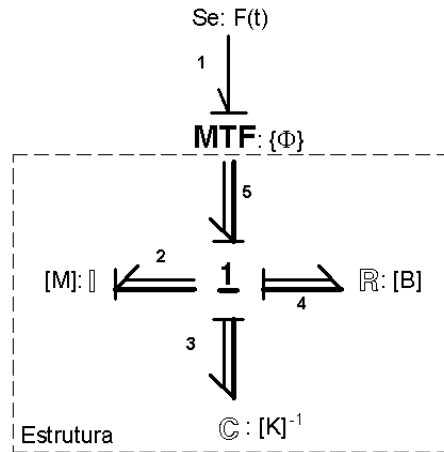 Se: F(t)
1
MTF: {Φ}
5
2
[M]: 𝕀
1
ℝ: [B]
4
3
ℂ: [K]⁻¹
Estrutura